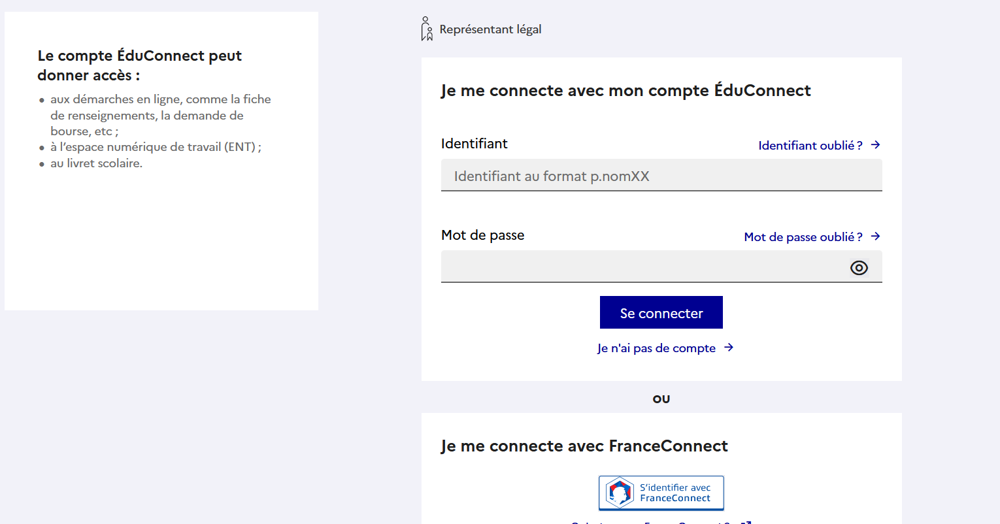 Le compte ÉduConnect peut
donner accès :
aux démarches en ligne, comme la fiche
de renseignements, la demande de
bourse, etc ;
à l’espace numérique de travail (ENT) ;
au livret scolaire.
Représentant légal
Je me connecte avec mon compte ÉduConnect
Identifiant
Identifiant oublié ?
Identifiant au format p.nomXX
Mot de passe
Mot de passe oublié ?
Se connecter
Je n'ai pas de compte
ou
Je me connecte avec FranceConnect
S’identifier avec
FranceConnect